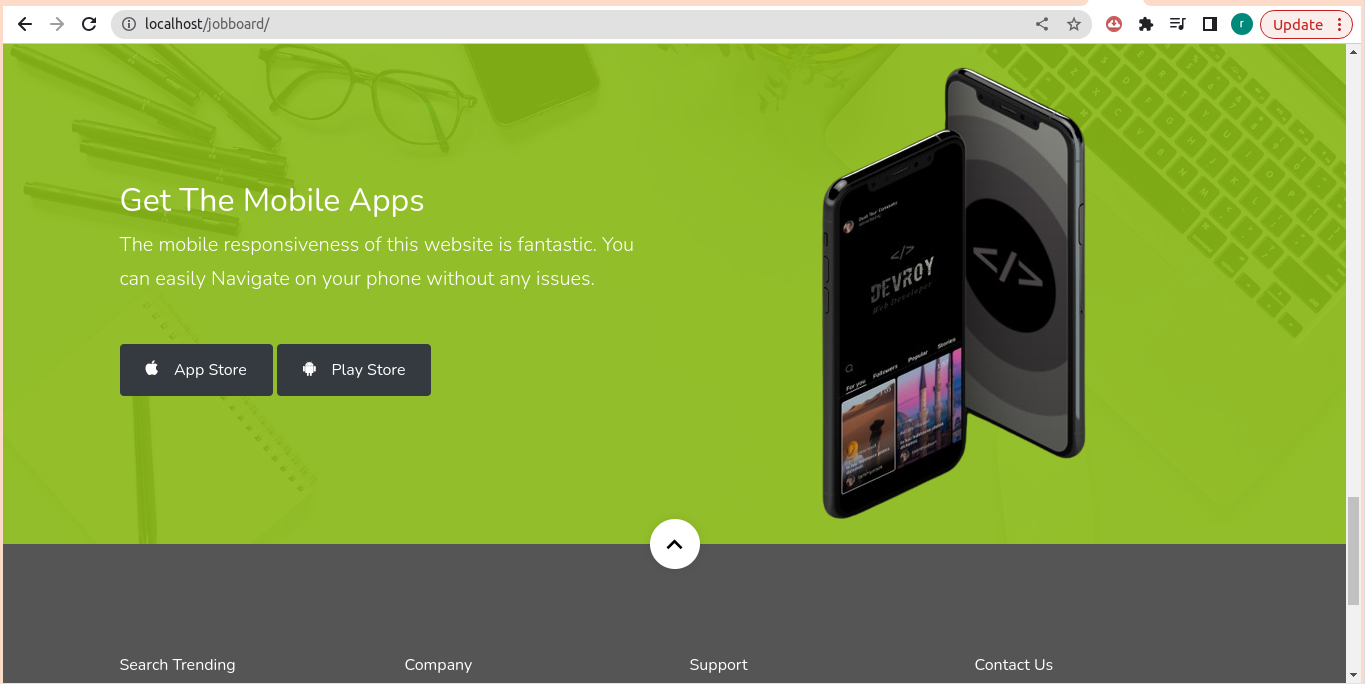 localhost/jobboard/
r
Update
Get The Mobile Apps
The mobile responsiveness of this website is fantastic. You
can easily Navigate on your phone without any issues.
App Store
Play Store
</>
DEVROY
Web Developer
For you Followers Popular Stories
</>
Search Trending
Company
Support
Contact Us